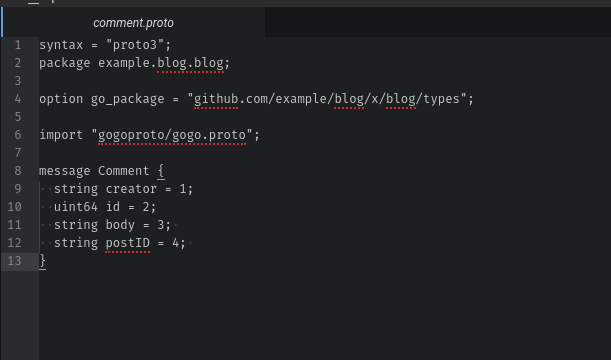 comment.proto
1 syntax = "proto3";
2 package example.blog.blog;
3
4 option go_package = "github.com/example/blog/x/blog/types";
5
6 import "gogoproto/gogo.proto";
7
8 message Comment {
9   string creator = 1;
10   uint64 id = 2;
11   string body = 3;
12   string postID = 4;
13 }